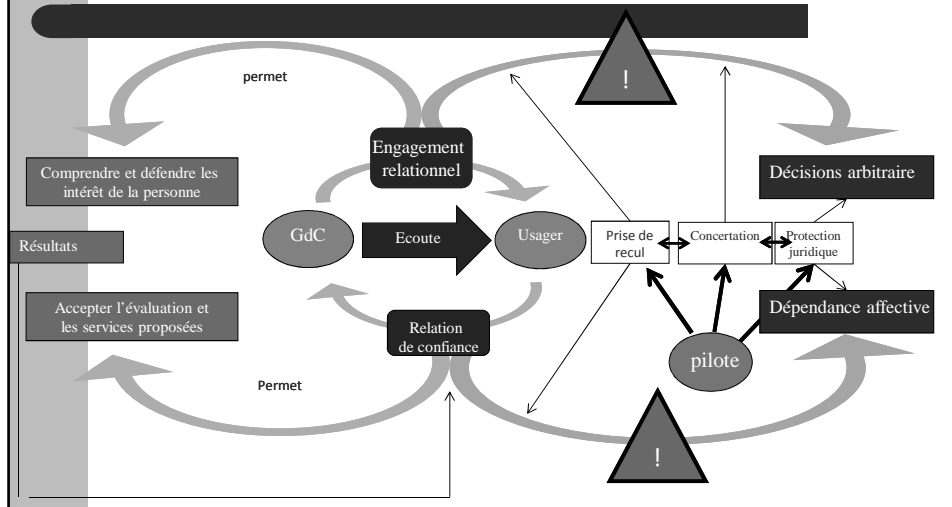 !
permet
Engagement
relationnel
Comprendre et défendre les
intérêt de la personne
Décisions arbitraire
GdC
Ecoute
Usager
Prise de
recul
Concertation
Protection
juridique
Résultats
Accepter l'évaluation et
les services proposées
Relation
de confiance
Dépendance affective
pilote
Permet
!